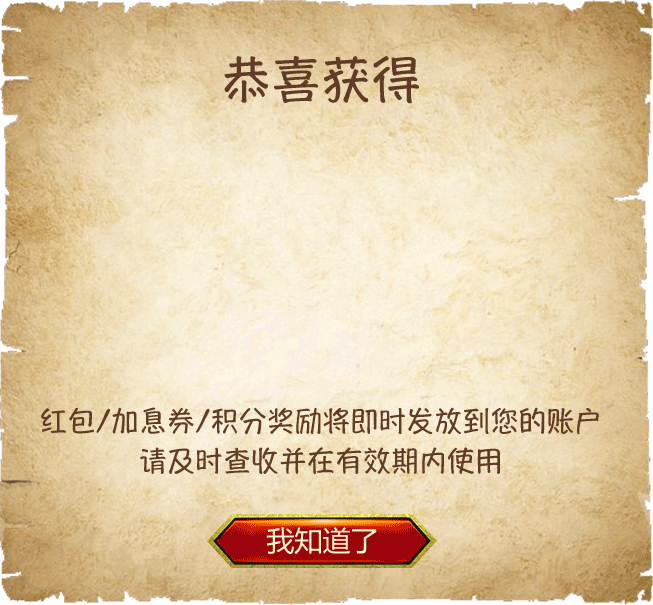 恭喜获得
红包/加息券/积分奖励将即时发放到您的账户
请及时查收并在有效期内使用
我知道了